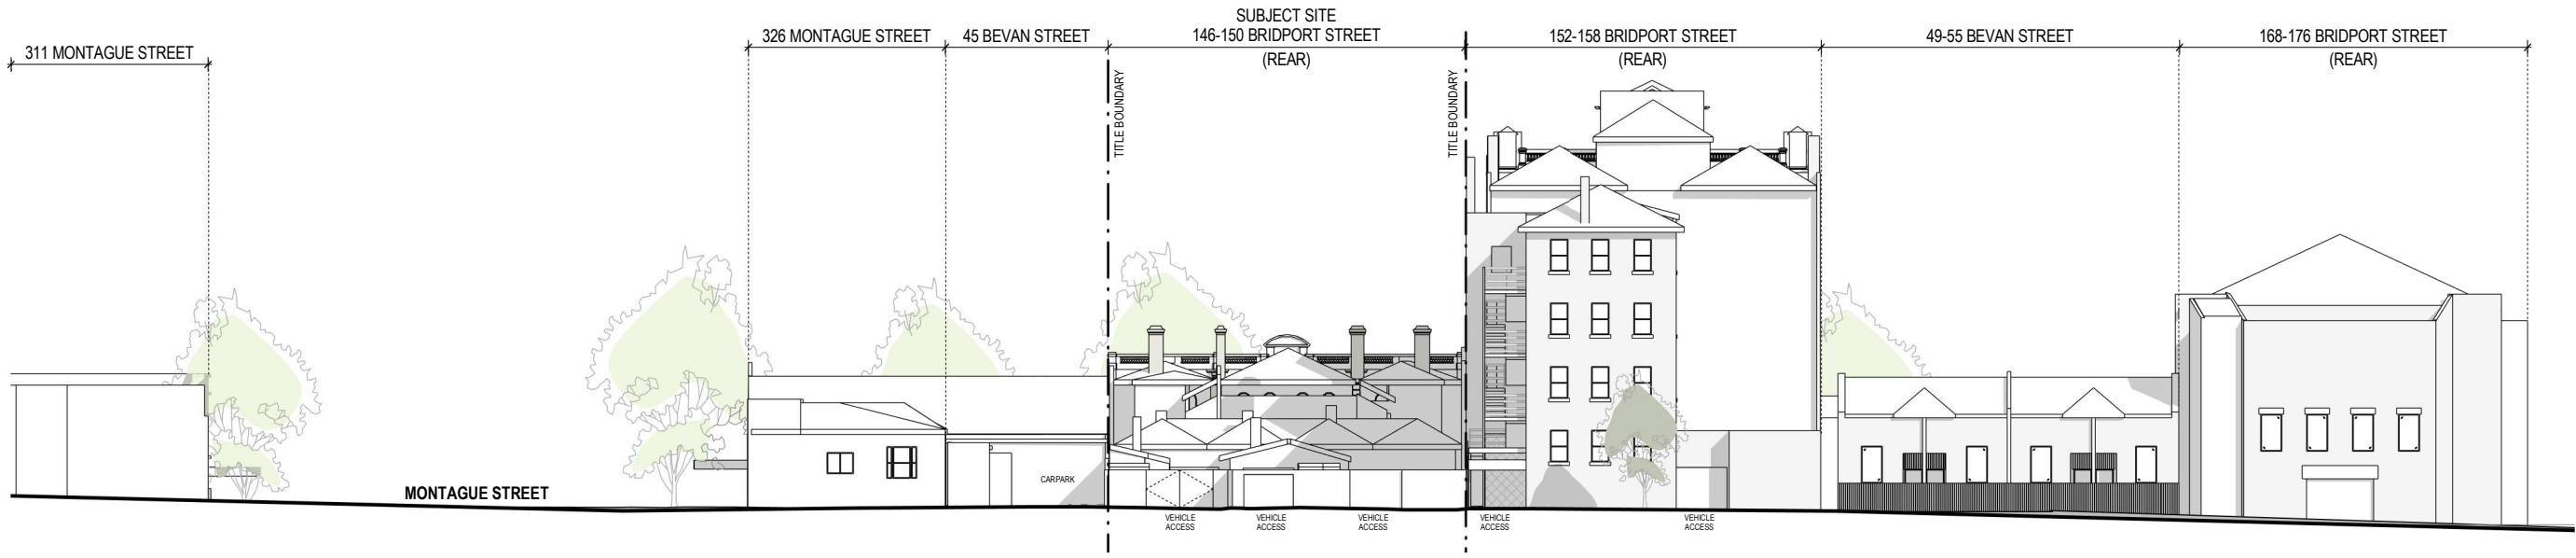 311 MONTAGUE STREET
326 MONTAGUE STREET
45 BEVAN STREET
SUBJECT SITE
146-150 BRIDPORT STREET
(REAR)
152-158 BRIDPORT STREET
(REAR)
49-55 BEVAN STREET
168-176 BRIDPORT STREET
(REAR)
TITLE BOUNDARY
TITLE BOUNDARY
MONTAGUE STREET
CARPARK
VEHICLE
ACCESS
VEHICLE
ACCESS
VEHICLE
ACCESS
VEHICLE
ACCESS
VEHICLE
ACCESS